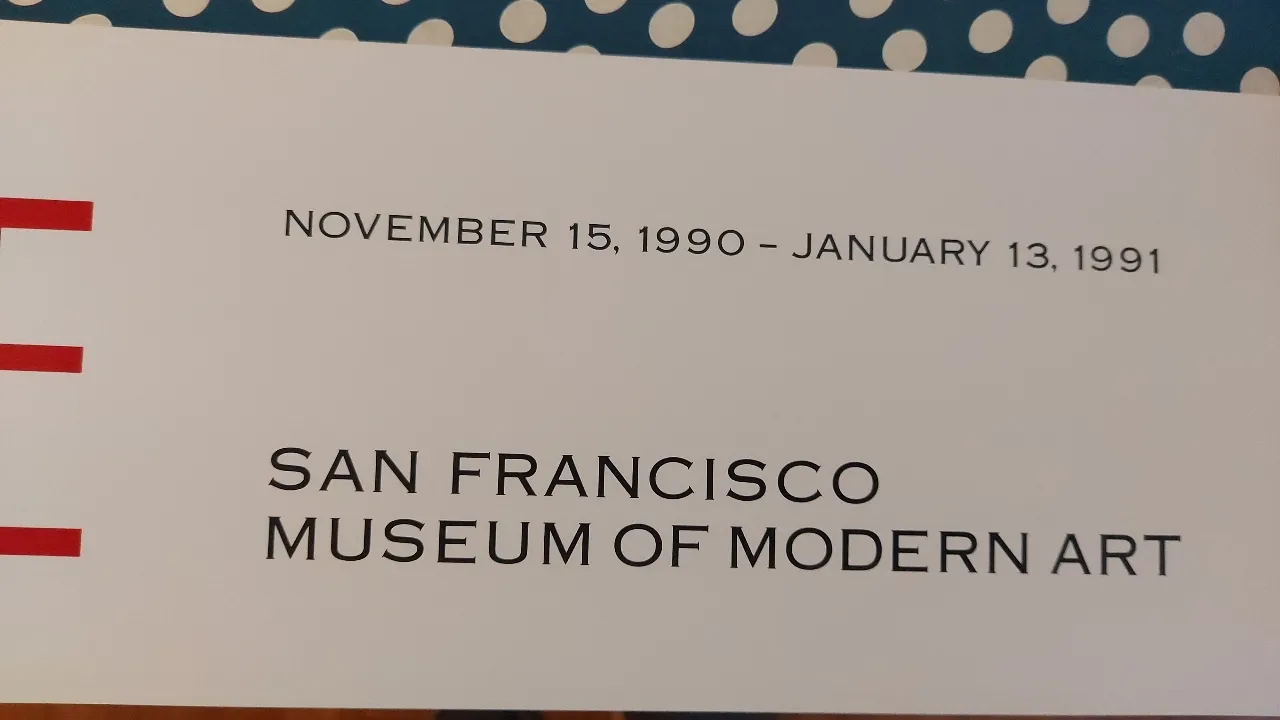 NOVEMBER 15, 1990 – JANUARY 13, 1991
SAN FRANCISCO
MUSEUM OF MODERN ART